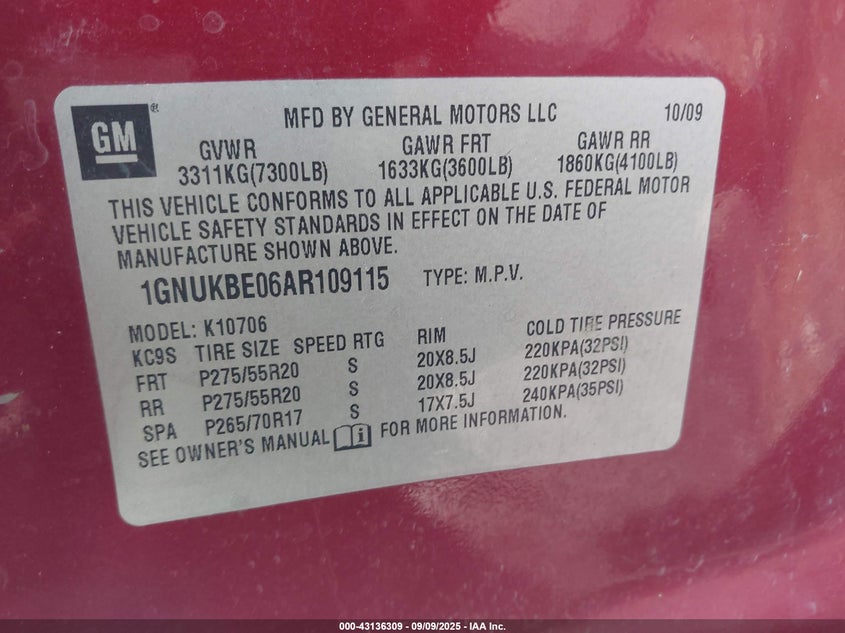 GM ® MFD BY GENERAL MOTORS LLC 10/09
GVWR GAWR FRT GAWR RR
3311KG(7300LB) 1633KG(3600LB) 1860KG(4100LB)
THIS VEHICLE CONFORMS TO ALL APPLICABLE U.S. FEDERAL MOTOR
VEHICLE SAFETY STANDARDS IN EFFECT ON THE DATE OF
MANUFACTURE SHOWN ABOVE.
1GNUKBE06AR109115 TYPE: M.P.V.
MODEL: K10706
KC9S TIRE SIZE SPEED RTG RIM COLD TIRE PRESSURE
FRT P275/55R20 S 20X8.5J 220KPA(32PSI)
RR P275/55R20 S 20X8.5J 220KPA(32PSI)
SPA P265/70R17 S 17X7.5J 240KPA(35PSI)
SEE OWNER'S MANUAL i FOR MORE INFORMATION.
000-43136309 - 09/09/2025 - IAA Inc.